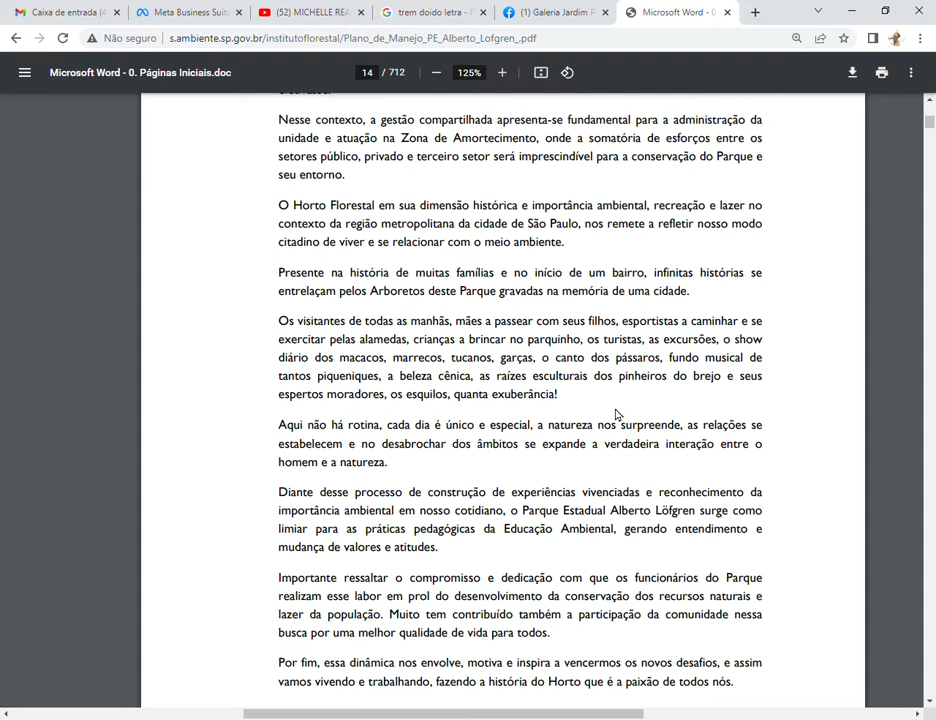 Caixa de entrada (4
Meta Business Suit
(52) MICHELLE REA
trem doido letra - P
(1) Galeria Jardim P
Microsoft Word - 0
Não seguro
s.ambiente.sp.gov.br/institutoflorestal/Plano_de_Manejo_PE_Alberto_Lofgren_.pdf
Microsoft Word - 0. Páginas Iniciais.doc
14 / 712
125%
Nesse contexto, a gestão compartilhada apresenta-se fundamental para a administração da
unidade e atuação na Zona de Amortecimento, onde a somatória de esforços entre os
setores público, privado e terceiro setor será imprescindível para a conservação do Parque e
seu entorno.
O Horto Florestal em sua dimensão histórica e importância ambiental, recreação e lazer no
contexto da região metropolitana da cidade de São Paulo, nos remete a refletir nosso modo
citadino de viver e se relacionar com o meio ambiente.
Presente na história de muitas famílias e no início de um bairro, infinitas histórias se
entrelaçam pelos Arboretos deste Parque gravadas na memória de uma cidade.
Os visitantes de todas as manhãs, mães a passear com seus filhos, esportistas a caminhar e se
exercitar pelas alamedas, crianças a brincar no parquinho, os turistas, as excursões, o show
diário dos macacos, marrecos, tucanos, garças, o canto dos pássaros, fundo musical de
tantos piqueniques, a beleza cênica, as raízes esculturais dos pinheiros do brejo e seus
espertos moradores, os esquilos, quanta exuberância!
Aqui não há rotina, cada dia é único e especial, a natureza nos surpreende, as relações se
estabelecem e no desabrochar dos âmbitos se expande a verdadeira interação entre o
homem e a natureza.
Diante desse processo de construção de experiências vivenciadas e reconhecimento da
importância ambiental em nosso cotidiano, o Parque Estadual Alberto Löfgren surge como
limiar para as práticas pedagógicas da Educação Ambiental, gerando entendimento e
mudança de valores e atitudes.
Importante ressaltar o compromisso e dedicação com que os funcionários do Parque
realizam esse labor em prol do desenvolvimento da conservação dos recursos naturais e
lazer da população. Muito tem contribuído também a participação da comunidade nessa
busca por uma melhor qualidade de vida para todos.
Por fim, essa dinâmica nos envolve, motiva e inspira a vencermos os novos desafios, e assim
vamos vivendo e trabalhando, fazendo a história do Horto que é a paixão de todos nós.